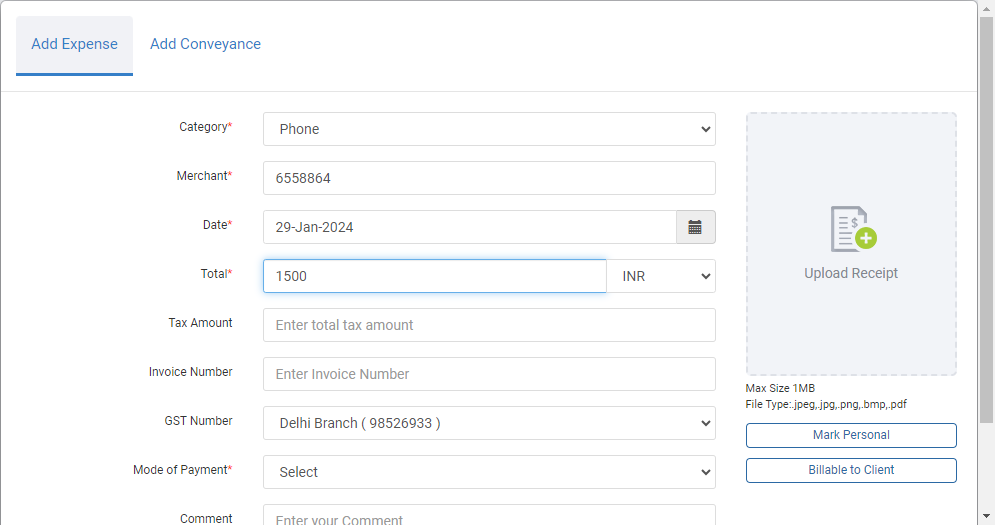 Add Expense
Add Conveyance
Category*
Phone
Merchant*
6558864
Date*
29-Jan-2024
Total*
1500
INR
Tax Amount
Enter total tax amount
Invoice Number
Enter Invoice Number
GST Number
Delhi Branch ( 98526933 )
Mode of Payment*
Select
Comment
Enter your Comment
$
Upload Receipt
Max Size 1MB
File Type:.jpeg,.jpg,.png,.bmp,.pdf
Mark Personal
Billable to Client